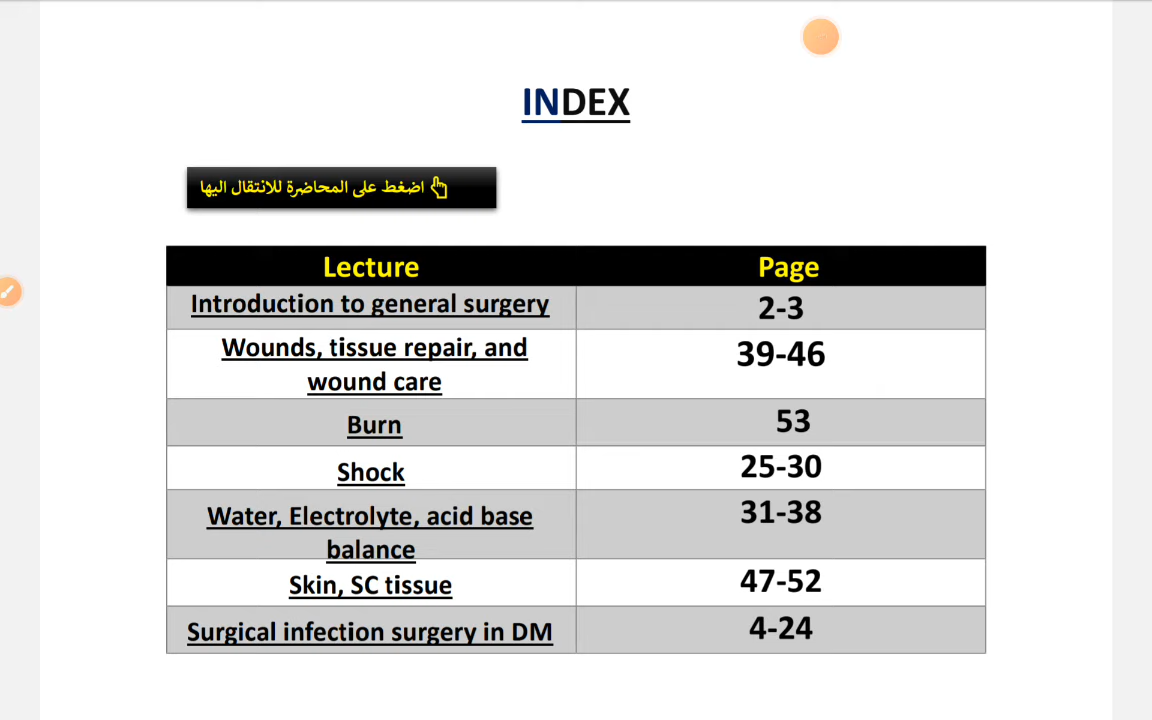 INDEX
اضغط على المحاضرة للانتقال اليها
Lecture Page
Introduction to general surgery 2-3
Wounds, tissue repair, and
wound care 39-46
Burn 53
Shock 25-30
Water, Electrolyte, acid base
balance 31-38
Skin, SC tissue 47-52
Surgical infection surgery in DM 4-24